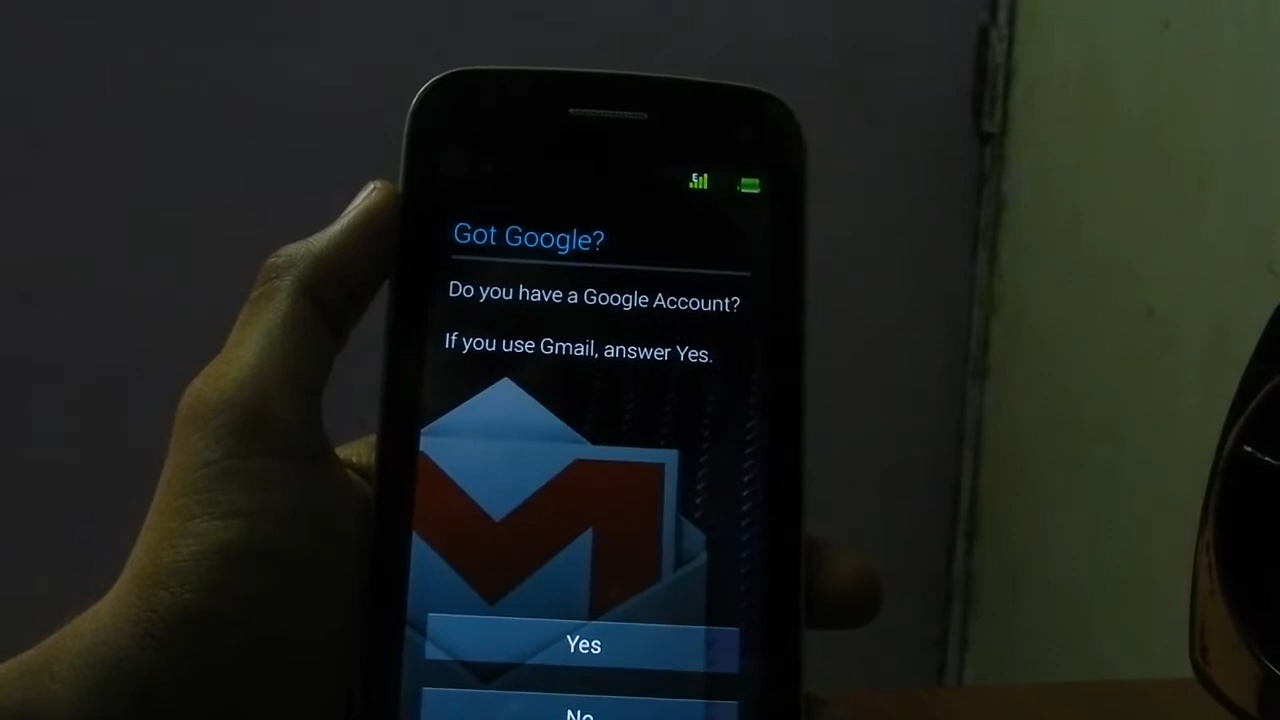 E
Got Google?
Do you have a Google Account?
If you use Gmail, answer Yes.
Yes
No